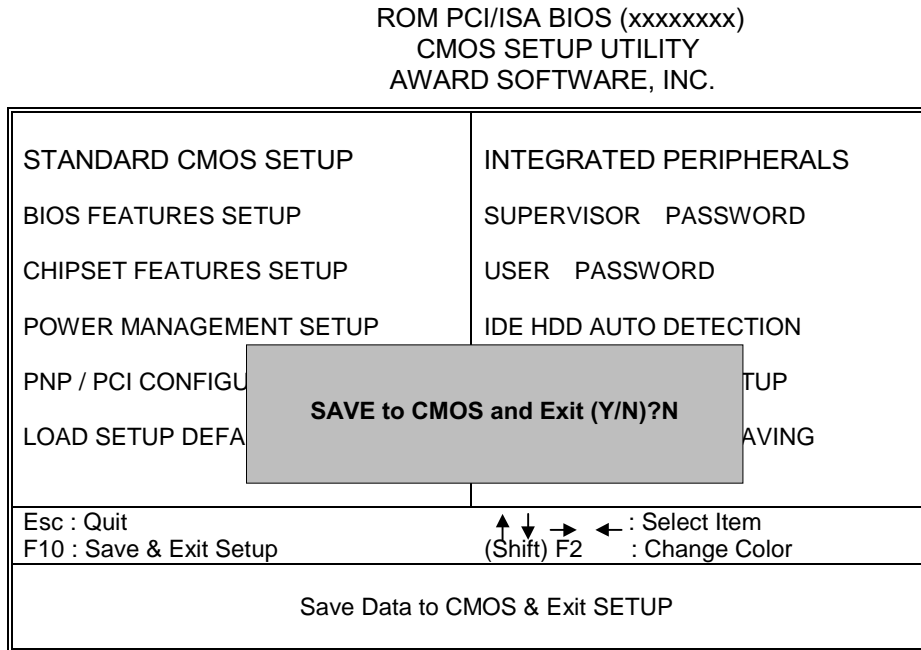 ROM PCI/ISA BIOS (xxxxxxxx)
CMOS SETUP UTILITY
AWARD SOFTWARE, INC.
STANDARD CMOS SETUP
BIOS FEATURES SETUP
CHIPSET FEATURES SETUP
POWER MANAGEMENT SETUP
PNP / PCI CONFIGU
LOAD SETUP DEFA
INTEGRATED PERIPHERALS
SUPERVISOR PASSWORD
USER PASSWORD
IDE HDD AUTO DETECTION
TUP
AVING
SAVE to CMOS and Exit (Y/N)?N
Esc : Quit
F10 : Save & Exit Setup
↑ ↓ → ← : Select Item
(Shift) F2 : Change Color
Save Data to CMOS & Exit SETUP